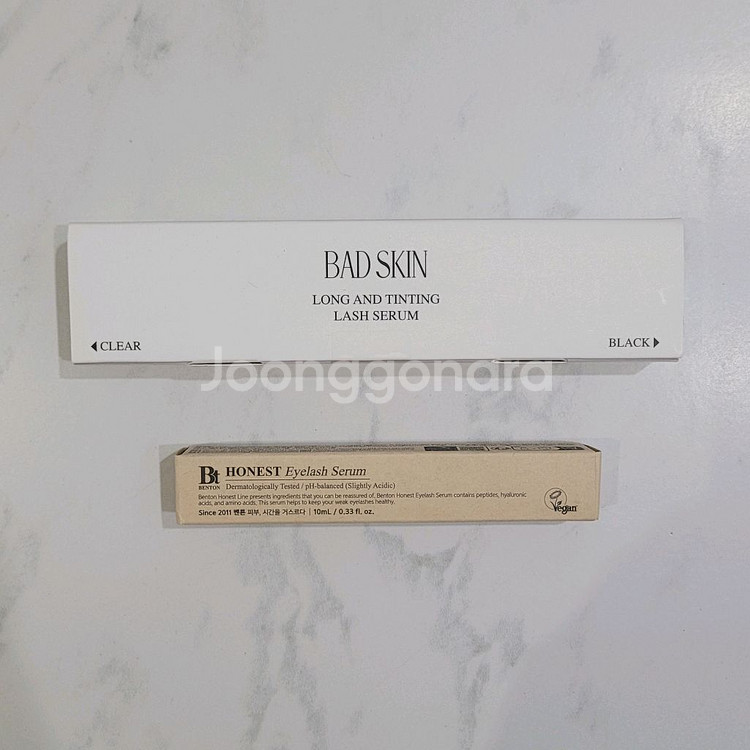 BAD SKIN
LONG AND TINTING
LASH SERUM
◀CLEAR
BLACK▶
Joonggonara
Bt
BENTON
HONEST Eyelash Serum
Dermatologically Tested / pH-balanced (Slightly Acidic)
Benton Honest Line presents ingredients that you can be reassured of. Benton Honest Eyelash Serum contains peptides, hyaluronic
acids, and amino acids. This serum helps to keep your weak eyelashes healthy.
Since 2011 벤톤 피부, 시간을 거스르다 | 10mL / 0.33 fl. oz.
vegan